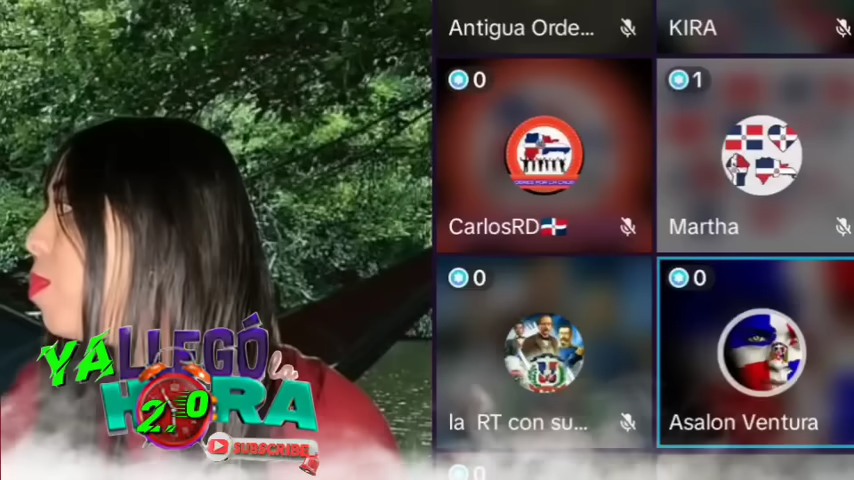 Antigua Orde...
KIRA
0
1
CarlosRD
Martha
0
0
la RT con su...
Asalon Ventura
0
YA LLEGÓ la
HORA
2.0
SUBSCRIBE